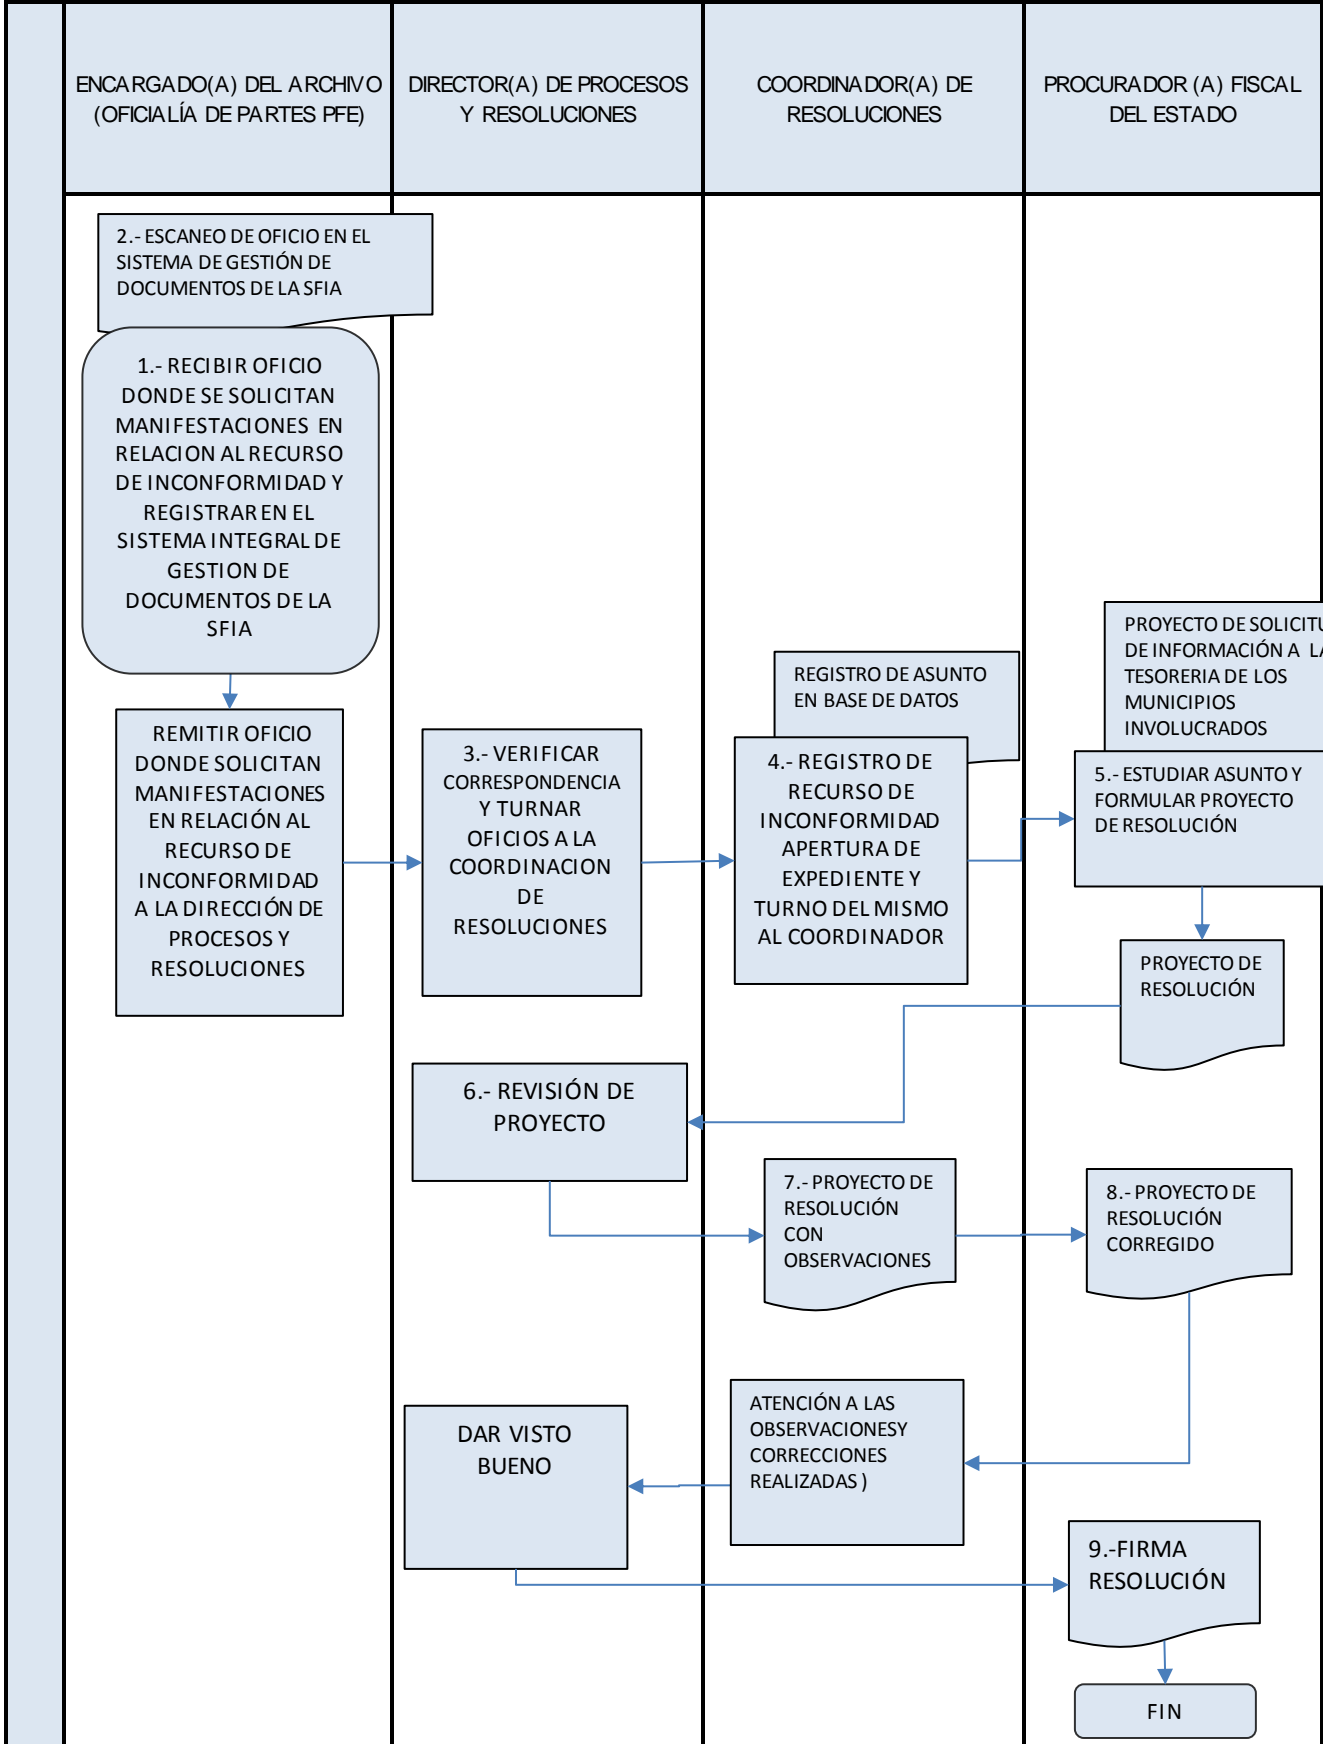 ENCARGADO(A) DEL ARCHIVO
(OFICIALÍA DE PARTES PFE)
DIRECTOR(A) DE PROCESOS
Y RESOLUCIONES
COORDINADOR(A) DE
RESOLUCIONES
PROCURADOR (A) FISCAL
DEL ESTADO
2.- ESCANEO DE OFICIO EN EL
SISTEMA DE GESTIÓN DE
DOCUMENTOS DE LA SFIA
1.- RECIBIR OFICIO
DONDE SE SOLICITAN
MANIFESTACIONES EN
RELACION AL RECURSO
DE INCONFORMIDAD Y
REGISTRAR EN EL
SISTEMA INTEGRAL DE
GESTION DE
DOCUMENTOS DE LA
SFIA
REMITIR OFICIO
DONDE SOLICITAN
MANIFESTACIONES
EN RELACIÓN AL
RECURSO DE
INCONFORMIDAD
A LA DIRECCIÓN DE
PROCESOS Y
RESOLUCIONES
3.- VERIFICAR
CORRESPONDENCIA
Y TURNAR
OFICIOS A LA
COORDINACION
DE
RESOLUCIONES
REGISTRO DE ASUNTO
EN BASE DE DATOS
4.- REGISTRO DE
RECURSO DE
INCONFORMIDAD
APERTURA DE
EXPEDIENTE Y
TURNO DEL MISMO
AL COORDINADOR
PROYECTO DE SOLICITU
DE INFORMACIÓN A LA
TESORERIA DE LOS
MUNICIPIOS
INVOLUCRADOS
5.- ESTUDIAR ASUNTO Y
FORMULAR PROYECTO
DE RESOLUCIÓN
PROYECTO DE
RESOLUCIÓN
6.- REVISIÓN DE
PROYECTO
7.- PROYECTO DE
RESOLUCIÓN
CON
OBSERVACIONES
8.- PROYECTO DE
RESOLUCIÓN
CORREGIDO
ATENCIÓN A LAS
OBSERVACIONESY
CORRECCIONES
REALIZADAS )
DAR VISTO
BUENO
9.-FIRMA
RESOLUCIÓN
FIN